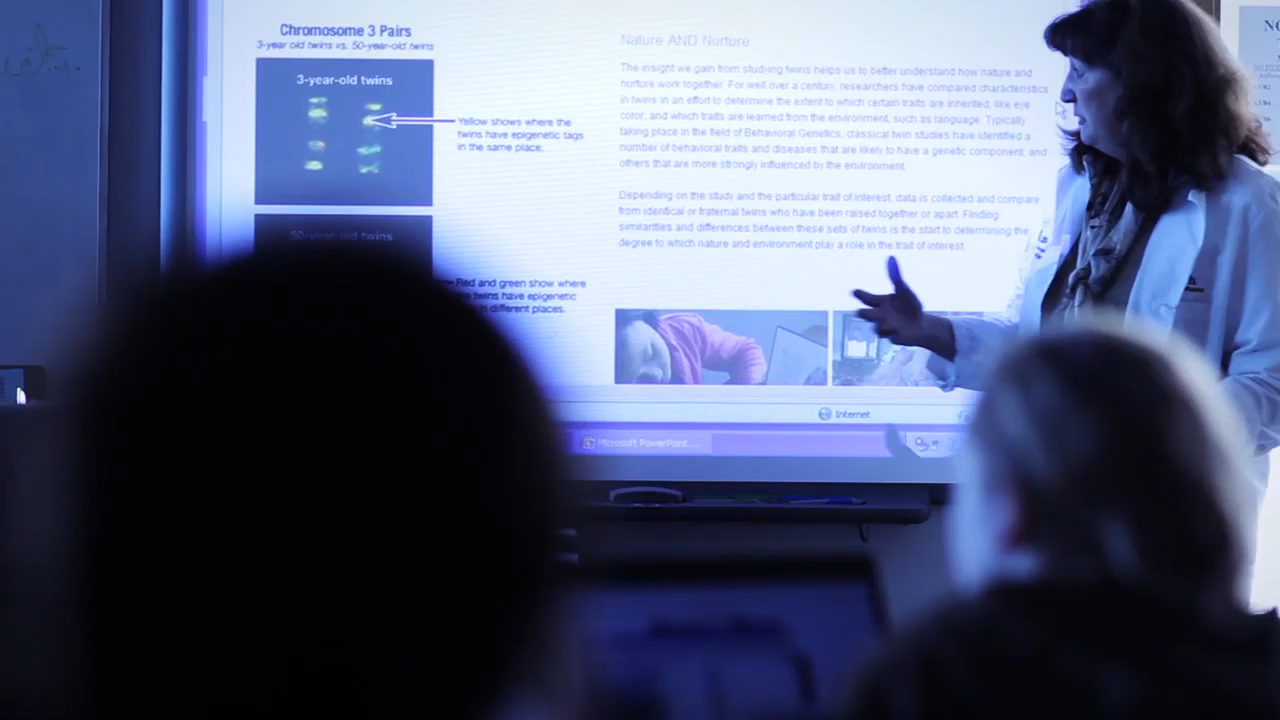 Chromosome 3 Pairs
3-year old twins vs. 50-year-old twins
3-year-old twins
Yellow shows where the
twins have epigenetic tags
in the same place.
50-year-old twins
Red and green show where
twins have epigenetic
in different places.
Nature AND Nurture
The insight we gain from studying twins helps us to better understand how nature and
nurture work together. For well over a century, researchers have compared characteristics
in twins in an effort to determine the extent to which certain traits are inherited, like eye
color, and which traits are learned from the environment, such as language. Typically
taking place in the field of Behavioral Genetics, classical twin studies have identified a
number of behavioral traits and diseases that are likely to have a genetic component, and
others that are more strongly influenced by the environment.
Depending on the study and the particular trait of interest, data is collected and compare
from identical or fraternal twins who have been raised together or apart. Finding
similarities and differences between these sets of twins is the start to determining the
degree to which nature and environment play a role in the trait of interest.
Internet
Microsoft PowerPoint ...